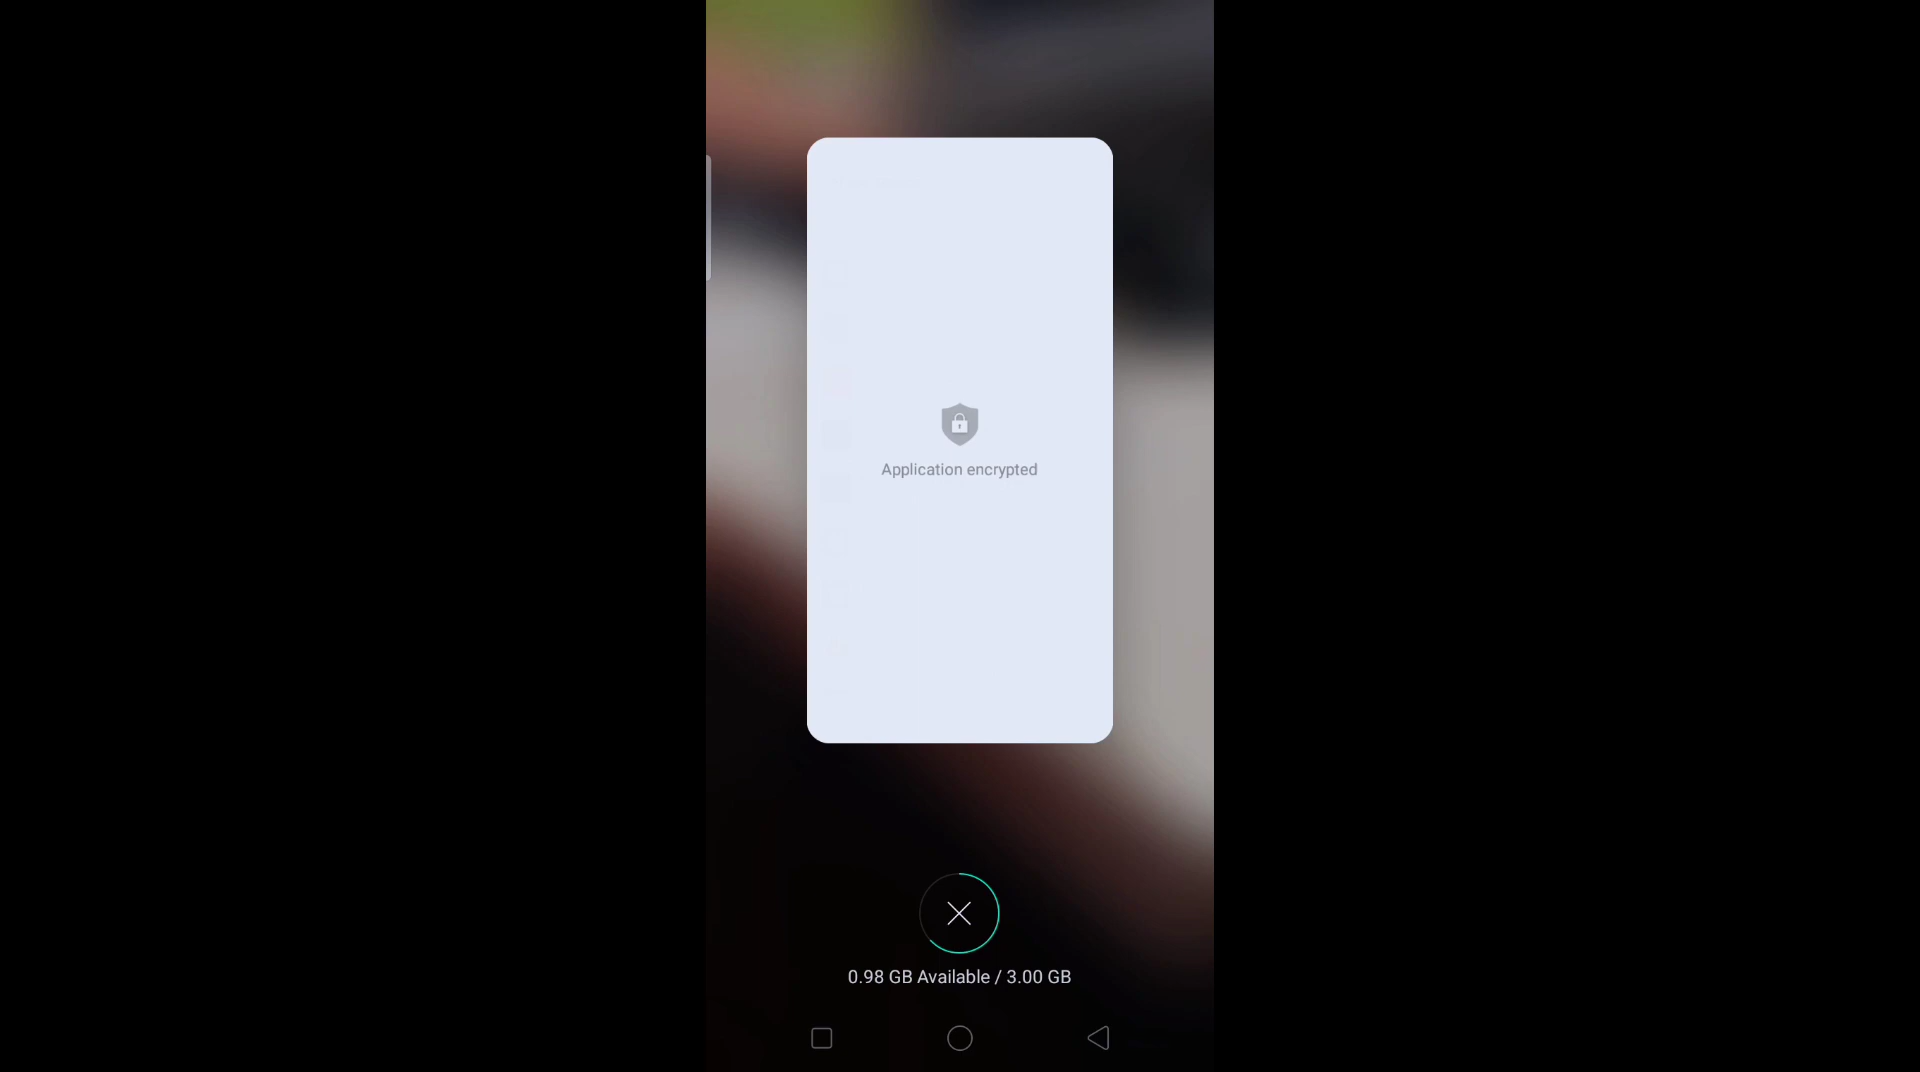 Application encrypted
0.98 GB Available / 3.00 GB